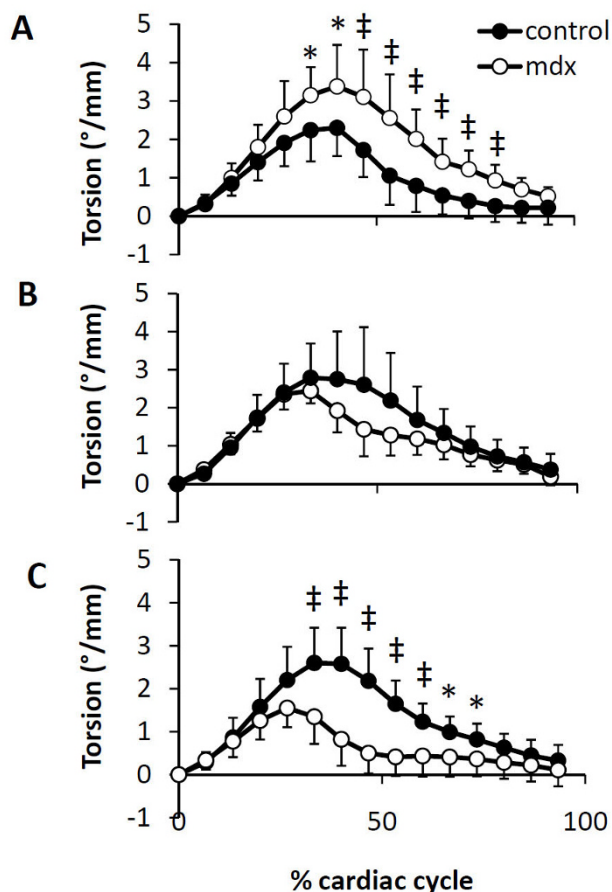 A
control
mdx
* * ‡ ‡ ‡ ‡ ‡ ‡
Torsion (°/mm)
5
4
3
2
1
0
-1
B
Torsion (°/mm)
5
4
3
2
1
0
-1
C
‡ ‡ ‡ ‡ ‡ * *
Torsion (°/mm)
5
4
3
2
1
0
-1
0 50 100
% cardiac cycle